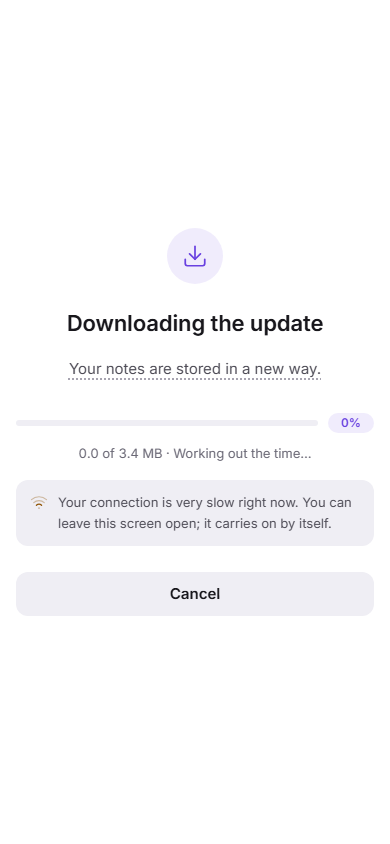 Downloading the update
Your notes are stored in a new way.
0%
0.0 of 3.4 MB · Working out the time...
Your connection is very slow right now. You can
leave this screen open; it carries on by itself.
Cancel